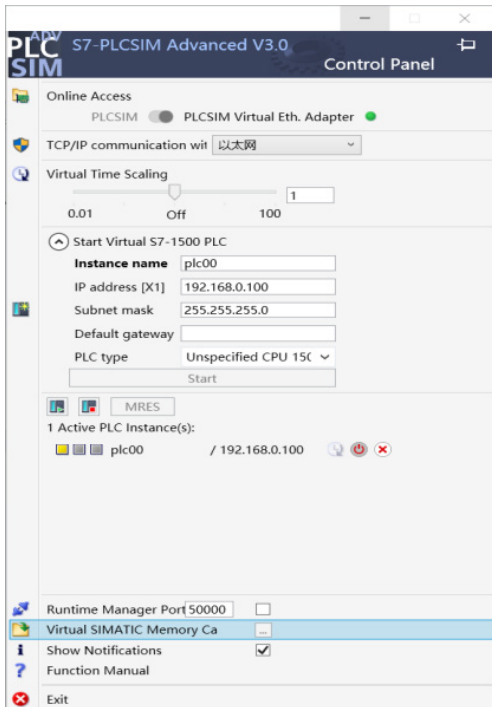 ADV
PLC
SIM
S7-PLCSIM Advanced V3.0
Control Panel
Online Access
PLCSIM PLCSIM Virtual Eth. Adapter
TCP/IP communication wit 以太网
Virtual Time Scaling
1
0.01 Off 100
Start Virtual S7-1500 PLC
Instance name plc00
IP address [X1] 192.168.0.100
Subnet mask 255.255.255.0
Default gateway
PLC type Unspecified CPU 150
Start
MRES
1 Active PLC Instance(s):
plc00 / 192.168.0.100
Runtime Manager Port 50000
Virtual SIMATIC Memory Ca ...
Show Notifications
Function Manual
Exit